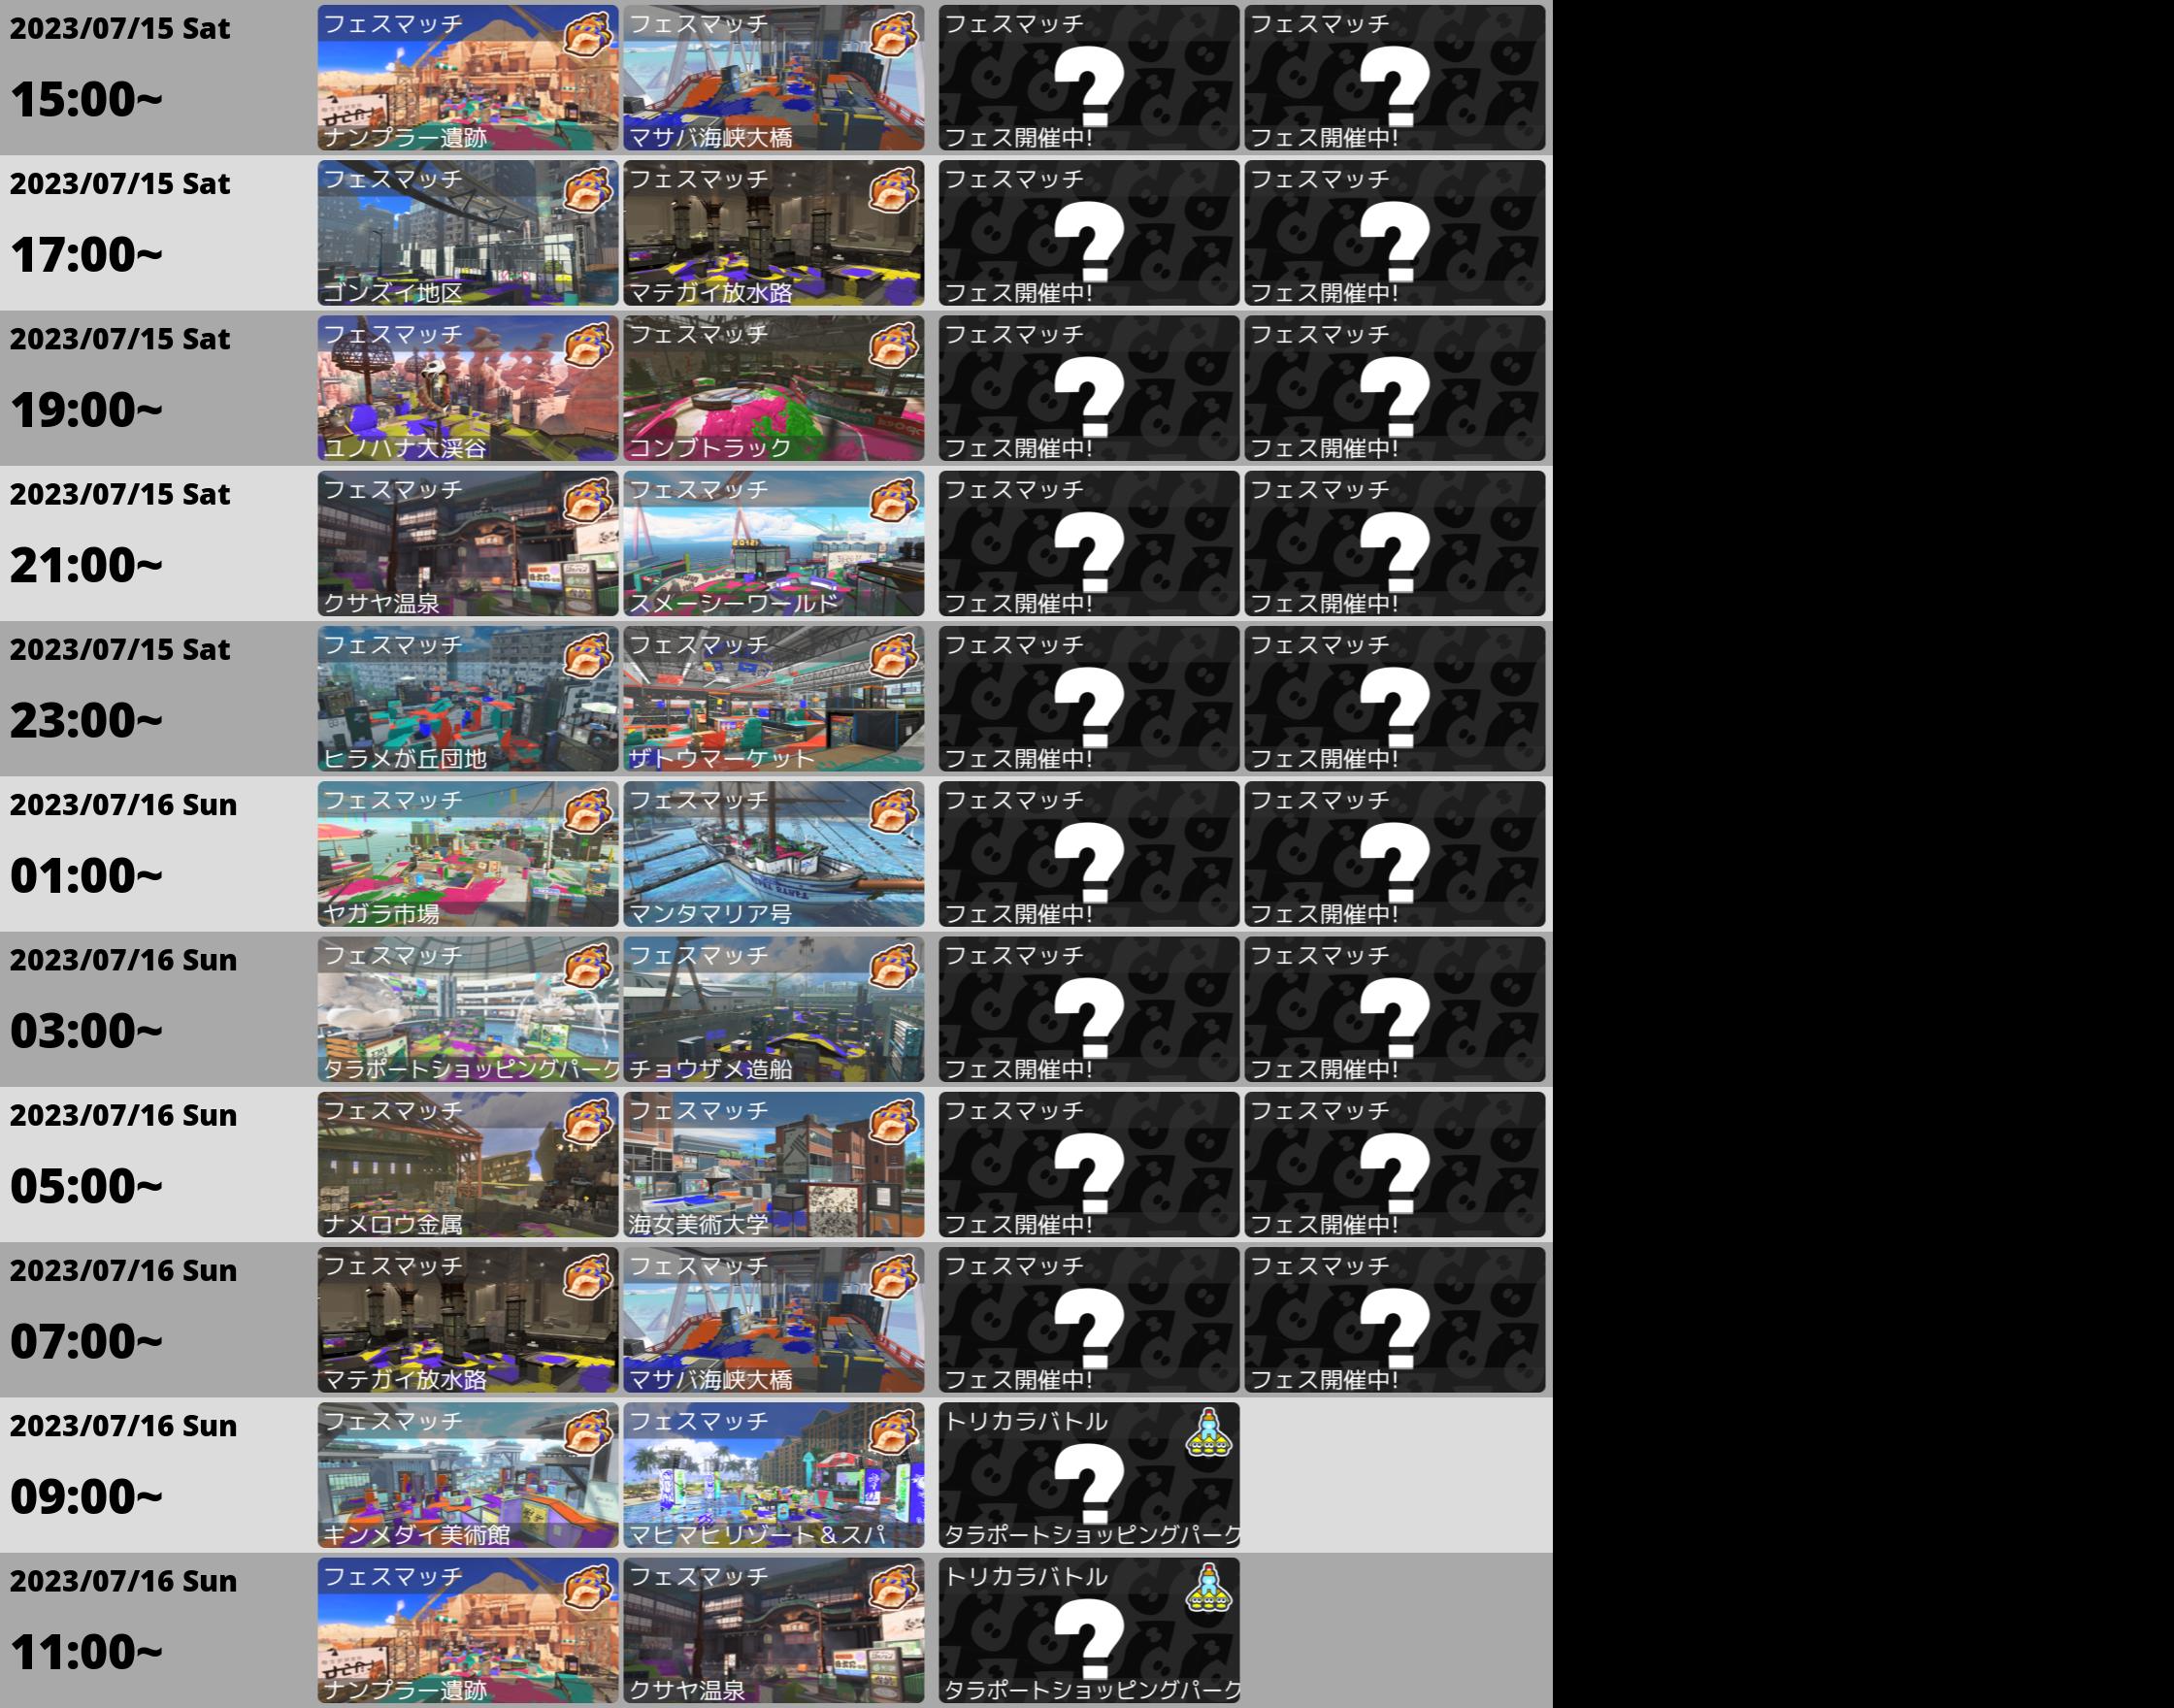 2023/07/15 Sat
15:00~
フェスマッチ
ナンプラー遺跡
フェスマッチ
マサバ海峡大橋
フェスマッチ
?
フェス開催中!
フェスマッチ
?
フェス開催中!
2023/07/15 Sat
17:00~
フェスマッチ
ゴンズイ地区
フェスマッチ
マテガイ放水路
フェスマッチ
?
フェス開催中!
フェスマッチ
?
フェス開催中!
2023/07/15 Sat
19:00~
フェスマッチ
ユノハナ大渓谷
フェスマッチ
コンブトラック
フェスマッチ
?
フェス開催中!
フェスマッチ
?
フェス開催中!
2023/07/15 Sat
21:00~
フェスマッチ
クサヤ温泉
フェスマッチ
スメーシーワールド
フェスマッチ
?
フェス開催中!
フェスマッチ
?
フェス開催中!
2023/07/15 Sat
23:00~
フェスマッチ
ヒラメが丘団地
フェスマッチ
ザトウマーケット
フェスマッチ
?
フェス開催中!
フェスマッチ
?
フェス開催中!
2023/07/16 Sun
01:00~
フェスマッチ
ヤガラ市場
フェスマッチ
マンタマリア号
フェスマッチ
?
フェス開催中!
フェスマッチ
?
フェス開催中!
2023/07/16 Sun
03:00~
フェスマッチ
タラポートショッピングパーク
フェスマッチ
チョウザメ造船
フェスマッチ
?
フェス開催中!
フェスマッチ
?
フェス開催中!
2023/07/16 Sun
05:00~
フェスマッチ
ナメロウ金属
フェスマッチ
海女美術大学
フェスマッチ
?
フェス開催中!
フェスマッチ
?
フェス開催中!
2023/07/16 Sun
07:00~
フェスマッチ
マテガイ放水路
フェスマッチ
マサバ海峡大橋
フェスマッチ
?
フェス開催中!
フェスマッチ
?
フェス開催中!
2023/07/16 Sun
09:00~
フェスマッチ
キンメダイ美術館
フェスマッチ
マヒマヒリゾート＆スパ
トリカラバトル
?
タラポートショッピングパーク
2023/07/16 Sun
11:00~
フェスマッチ
ナンプラー遺跡
フェスマッチ
クサヤ温泉
トリカラバトル
?
タラポートショッピングパーク